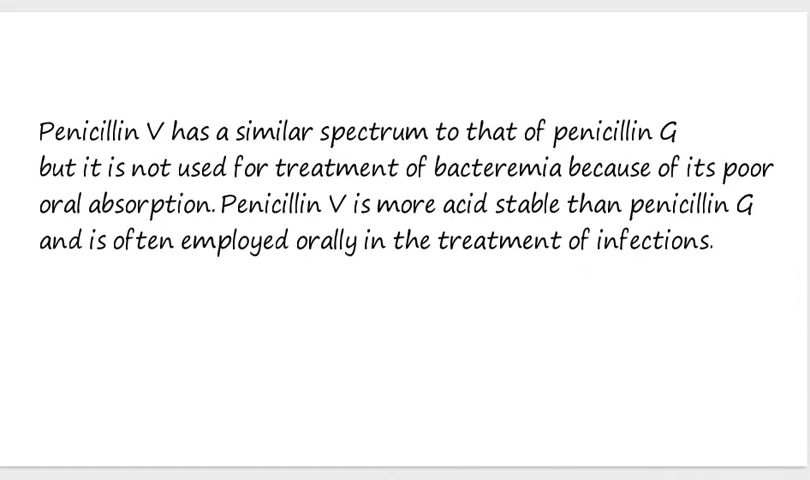 Penicillin V has a similar spectrum to that of penicillin G
but it is not used for treatment of bacteremia because of its poor
oral absorption. Penicillin V is more acid stable than penicillin G
and is often employed orally in the treatment of infections.